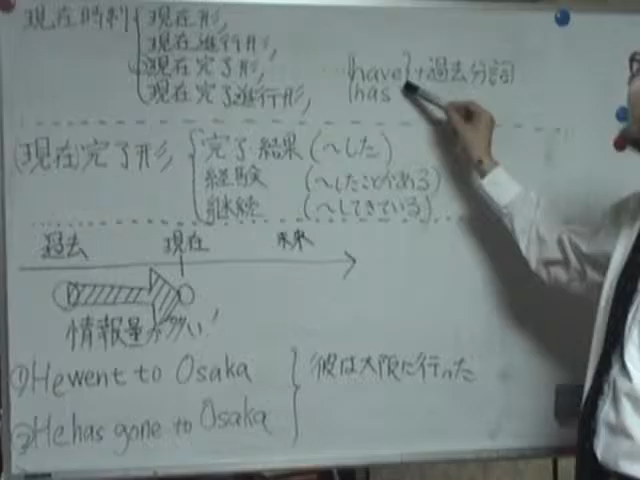 現在時制 現在形,
現在進行形,
現在完了形, have +過去分詞
現在完了進行形, has
現在完了形 完了結果 (〜した)
経験 (〜したことがある)
継続 (〜してきている)
過去 現在 未来
情報量が多い!
①He went to Osaka 彼は大阪に行った
②He has gone to Osaka